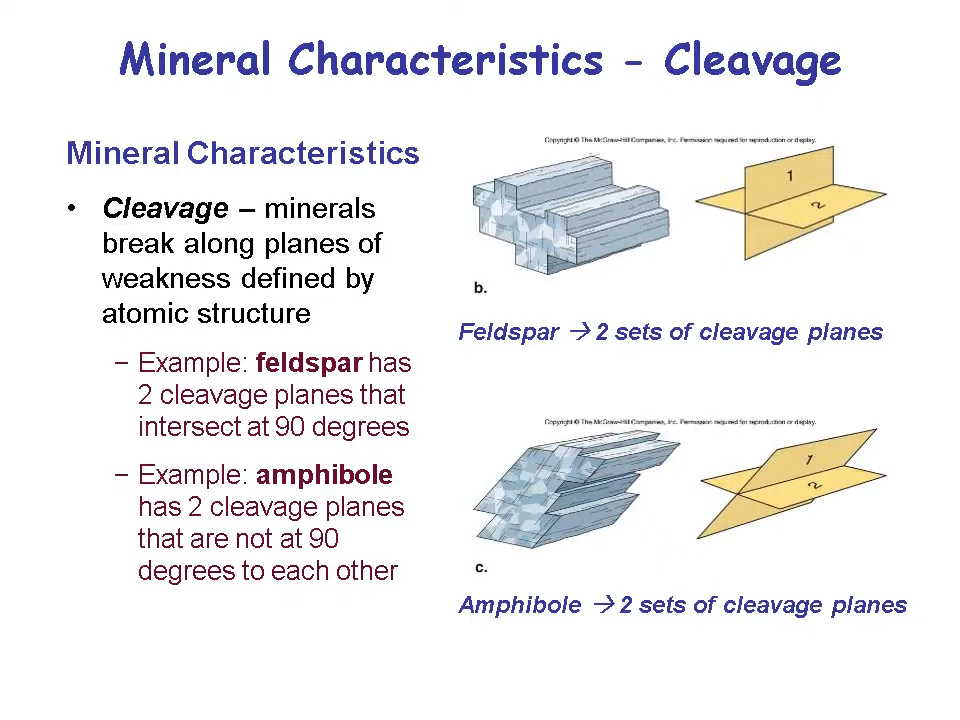 Mineral Characteristics - Cleavage
Mineral Characteristics
• Cleavage – minerals
break along planes of
weakness defined by
atomic structure
– Example: feldspar has
2 cleavage planes that
intersect at 90 degrees
– Example: amphibole
has 2 cleavage planes
that are not at 90
degrees to each other
Copyright © The McGraw-Hill Companies, Inc. Permission required for reproduction or display.
1
2
b.
Feldspar → 2 sets of cleavage planes
Copyright © The McGraw-Hill Companies, Inc. Permission required for reproduction or display.
1
2
c.
Amphibole → 2 sets of cleavage planes